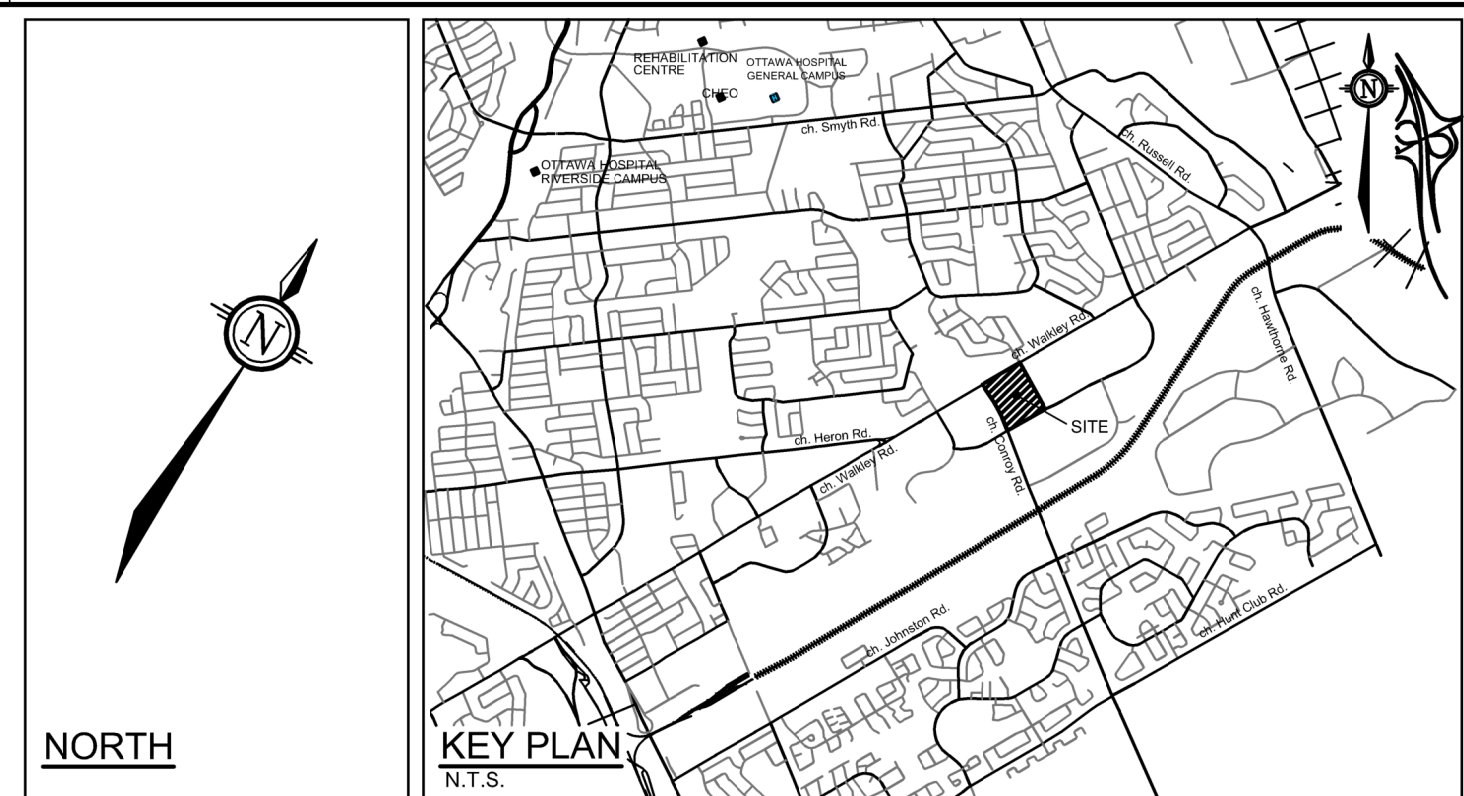 N
NORTH
REHABILITATION
CENTRE
OTTAWA HOSPITAL
GENERAL CAMPUS
CHEO
H
ch. Smyth Rd.
ch. Russell Rd.
N
OTTAWA HOSPITAL
RIVERSIDE CAMPUS
ch. Walkley Rd.
ch. Hawthorne Rd
SITE
ch. Heron Rd.
ch. Walkley Rd.
ch. Conroy Rd.
ch. Johnston Rd.
ch. Hunt Club Rd.
KEY PLAN
N.T.S.